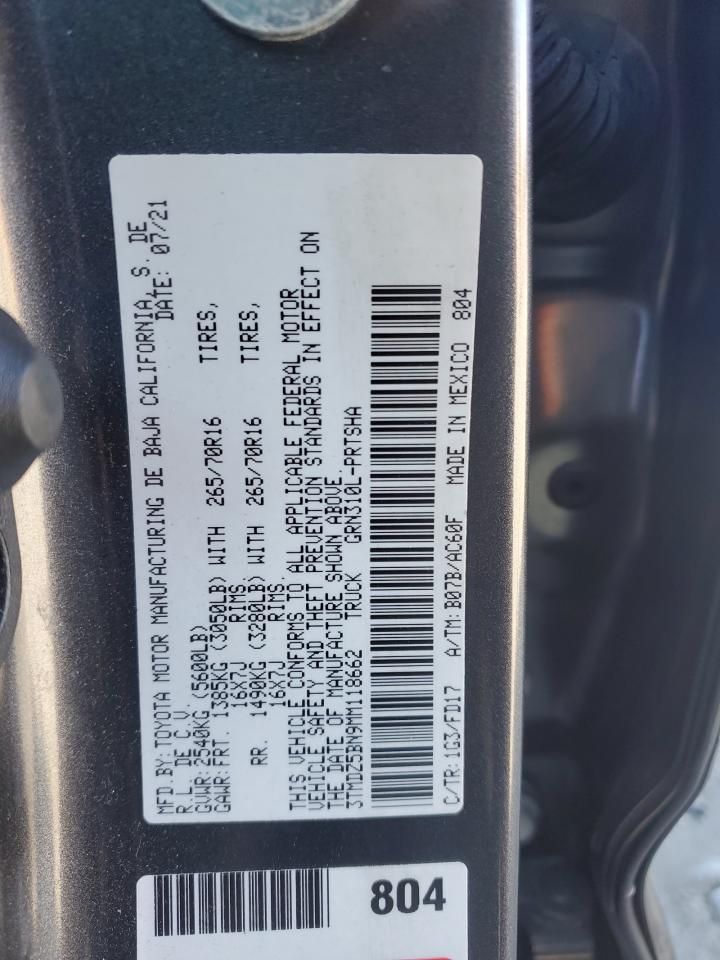 MFD.BY: TOYOTA MOTOR MANUFACTURING DE BAJA CALIFORNIA, S. DE
R.L. DE C.V. DATE: 07/21
GVWR: 2540KG (5600LB)
GAWR: FRT. 1385KG (3050LB) WITH 265/70R16 TIRES,
16X7J RIMS.
RR. 1490KG (3280LB) WITH 265/70R16 TIRES,
16X7J RIMS.
THIS VEHICLE CONFORMS TO ALL APPLICABLE FEDERAL MOTOR
VEHICLE SAFETY AND THEFT PREVENTION STANDARDS IN EFFECT ON
THE DATE OF MANUFACTURE SHOWN ABOVE.
3TMDZ5BN9MM118662 TRUCK GRN310L-PRTSHA
C/TR: 1G3/FD17 A/TM: B07B/AC60F MADE IN MEXICO 804
804